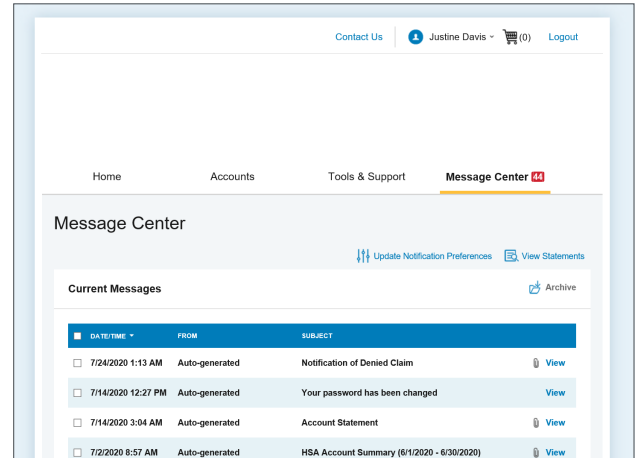 Contact Us Justine Davis (0) Logout
Home Accounts Tools & Support Message Center 44
Message Center
Update Notification Preferences View Statements
Current Messages Archive
DATE/TIME FROM SUBJECT
7/24/2020 1:13 AM Auto-generated Notification of Denied Claim View
7/14/2020 12:27 PM Auto-generated Your password has been changed View
7/14/2020 3:04 AM Auto-generated Account Statement View
7/2/2020 8:57 AM Auto-generated HSA Account Summary (6/1/2020 - 6/30/2020) View